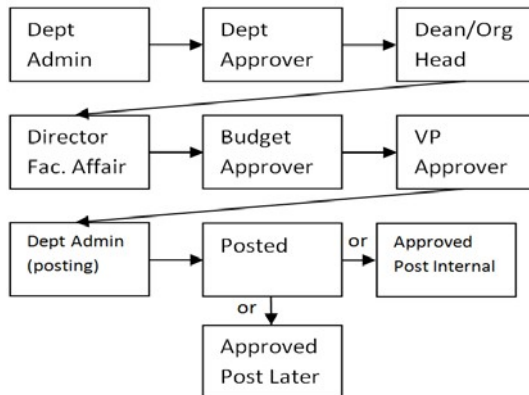 Dept
Admin
Dept
Approver
Dean/Org
Head
Director
Fac. Affair
Budget
Approver
VP
Approver
Dept Admin
(posting)
Posted
or
Approved
Post Internal
or
Approved
Post Later